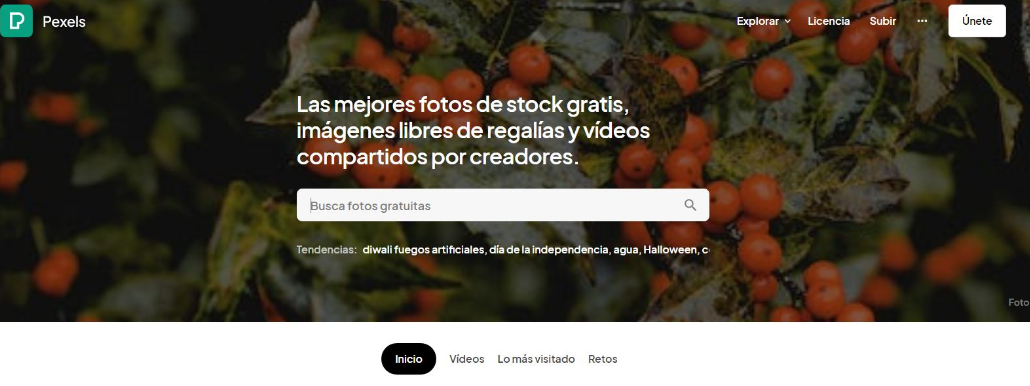 Pexels
Explorar
Licencia
Subir
...
Únete
Las mejores fotos de stock gratis,
imágenes libres de regalías y vídeos
compartidos por creadores.
Busca fotos gratuitas
Tendencias: diwali fuegos artificiales, día de la independencia, agua, Halloween, c
Foto
Inicio
Vídeos
Lo más visitado
Retos